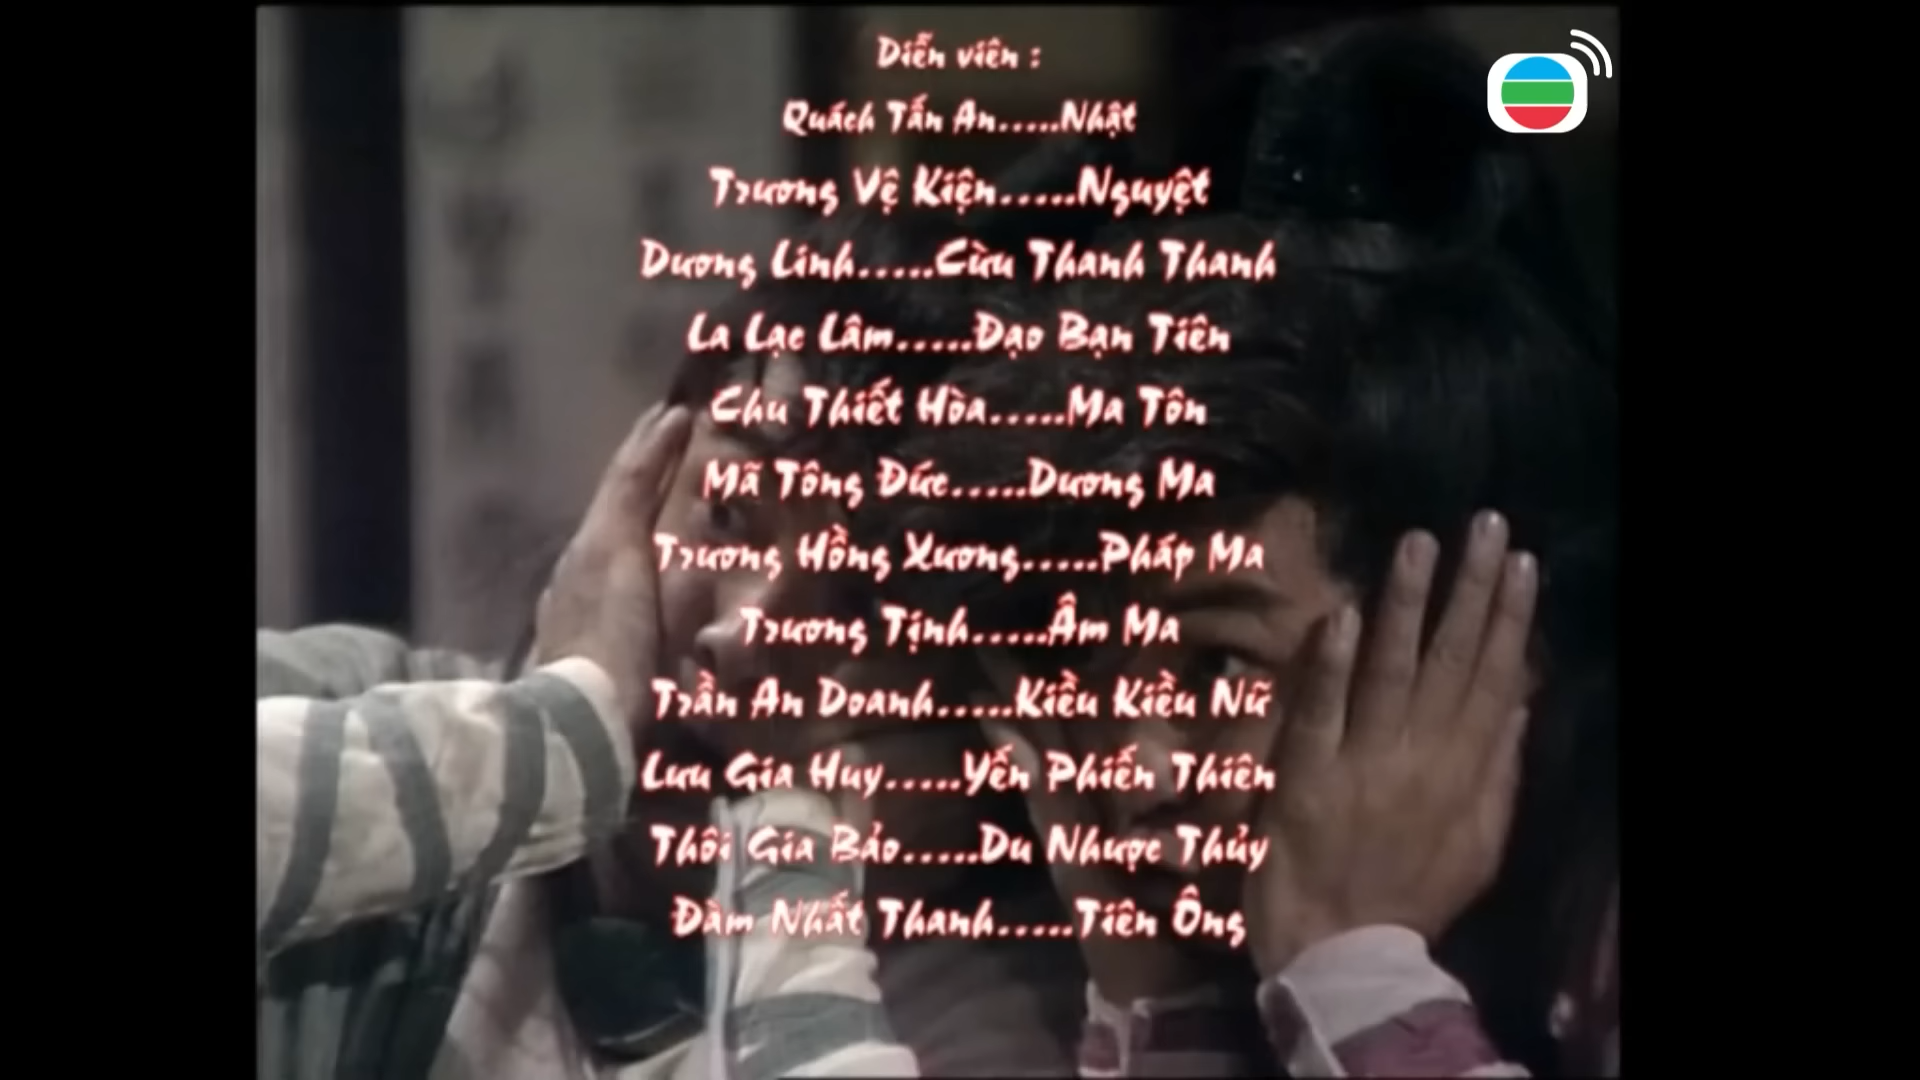 Diễn viên :
Quách Tấn An.....Nhật
Trương Vệ Kiện.....Nguyệt
Dương Linh.....Cừu Thanh Thanh
La Lạc Lâm.....Đạo Bạn Tiên
Chu Thiết Hòa.....Ma Tôn
Mã Tông Đức.....Dương Ma
Trương Hồng Xương.....Pháp Ma
Trương Tịnh.....Âm Ma
Trần An Doanh.....Kiều Kiều Nữ
Lưu Gia Huy.....Yến Phiến Thiên
Thôi Gia Bảo.....Du Nhược Thủy
Đàm Nhất Thanh.....Tiên Ông